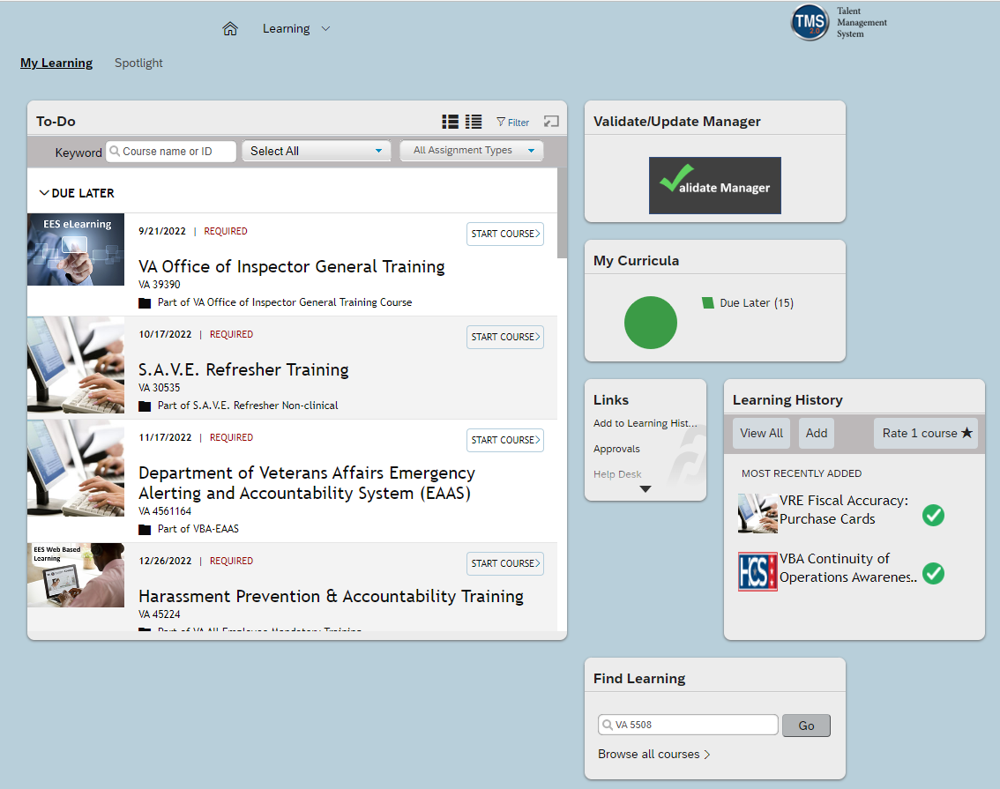 Learning
TMS 2.0
Talent
Management
System
My Learning
Spotlight
To-Do
Filter
Keyword
Course name or ID
Select All
All Assignment Types
DUE LATER
EES eLearning
9/21/2022 | REQUIRED
START COURSE
VA Office of Inspector General Training
VA 39390
Part of VA Office of Inspector General Training Course
10/17/2022 | REQUIRED
START COURSE
S.A.V.E. Refresher Training
VA 30535
Part of S.A.V.E. Refresher Non-clinical
11/17/2022 | REQUIRED
START COURSE
Department of Veterans Affairs Emergency
Alerting and Accountability System (EAAS)
VA 4561164
Part of VBA-EAAS
EES Web Based
Learning
12/26/2022 | REQUIRED
START COURSE
Harassment Prevention & Accountability Training
VA 45224
Part of VA All Employee Mandatory Training
Validate/Update Manager
alidate Manager
My Curricula
Due Later (15)
Links
Add to Learning Hist...
Approvals
Help Desk
Learning History
View All
Add
Rate 1 course ★
MOST RECENTLY ADDED
VRE Fiscal Accuracy:
Purchase Cards
HCS
VBA Continuity of
Operations Awarenes..
Find Learning
VA 5508
Go
Browse all courses